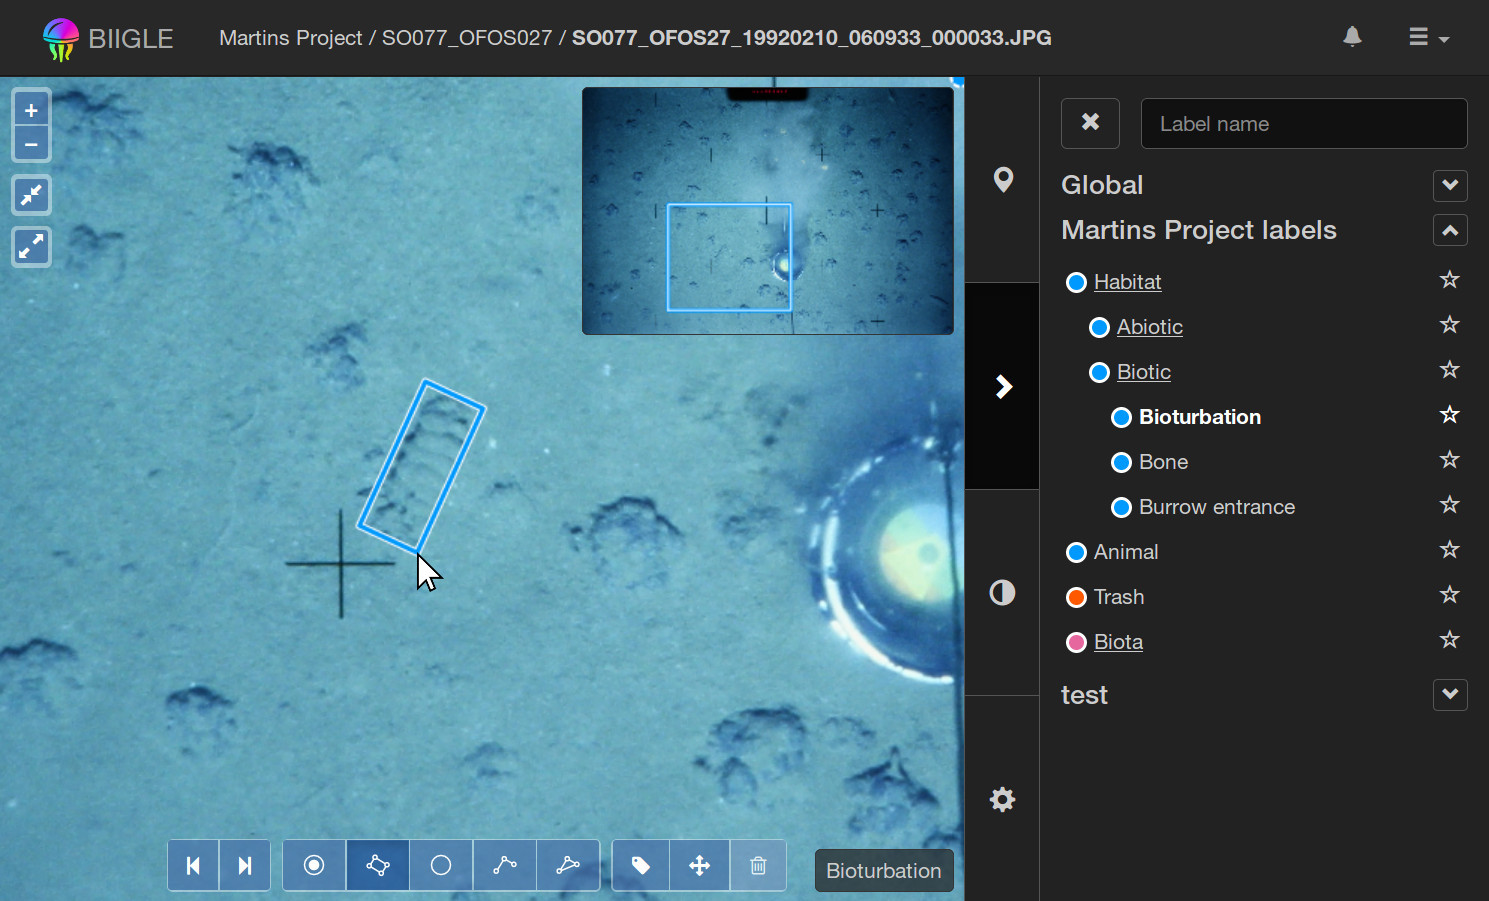 BIIGLE
Martins Project / SO077_OFOS027 / SO077_OFOS27_19920210_060933_000033.JPG
Label name
Global
Martins Project labels
Habitat
Abiotic
Biotic
Bioturbation
Bone
Burrow entrance
Animal
Trash
Biota
test
Bioturbation